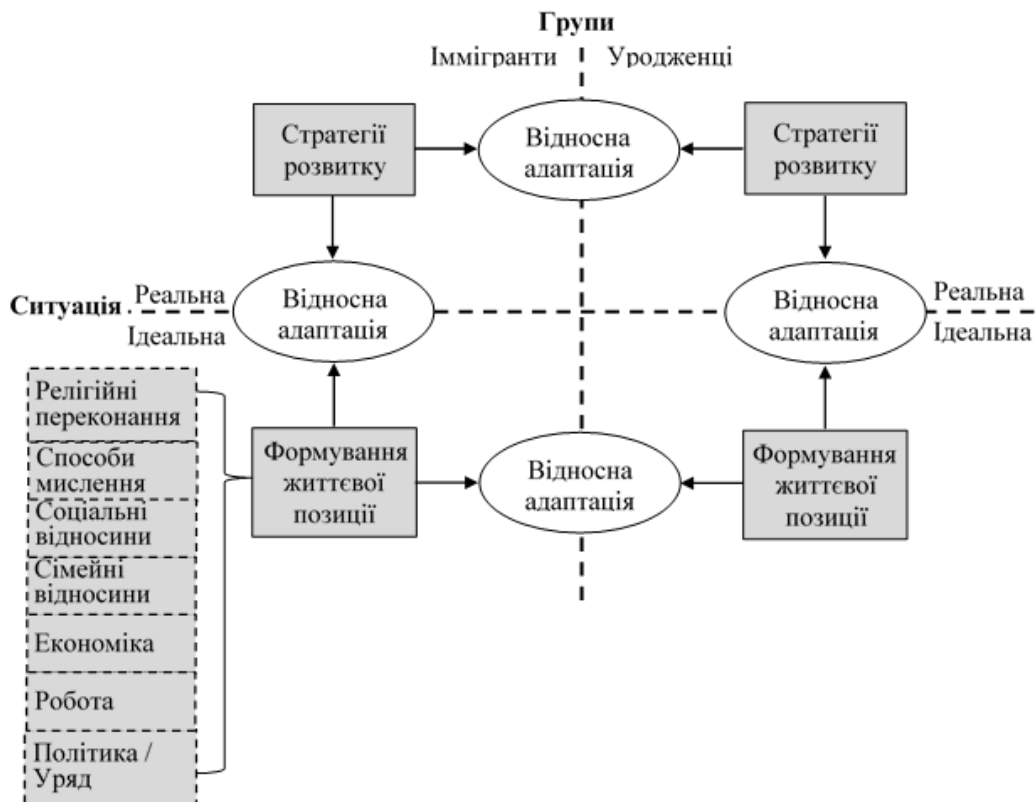 Групи
Іммігранти Уродженці
Стратегії
розвитку
Відносна
адаптація
Стратегії
розвитку
Ситуація
Реальна
Ідеальна
Відносна
адаптація
Відносна
адаптація
Реальна
Ідеальна
Релігійні
переконання
Способи
мислення
Соціальні
відносини
Сімейні
відносини
Економіка
Робота
Політика /
Уряд
Формування
життєвої
позиції
Відносна
адаптація
Формування
життєвої
позиції